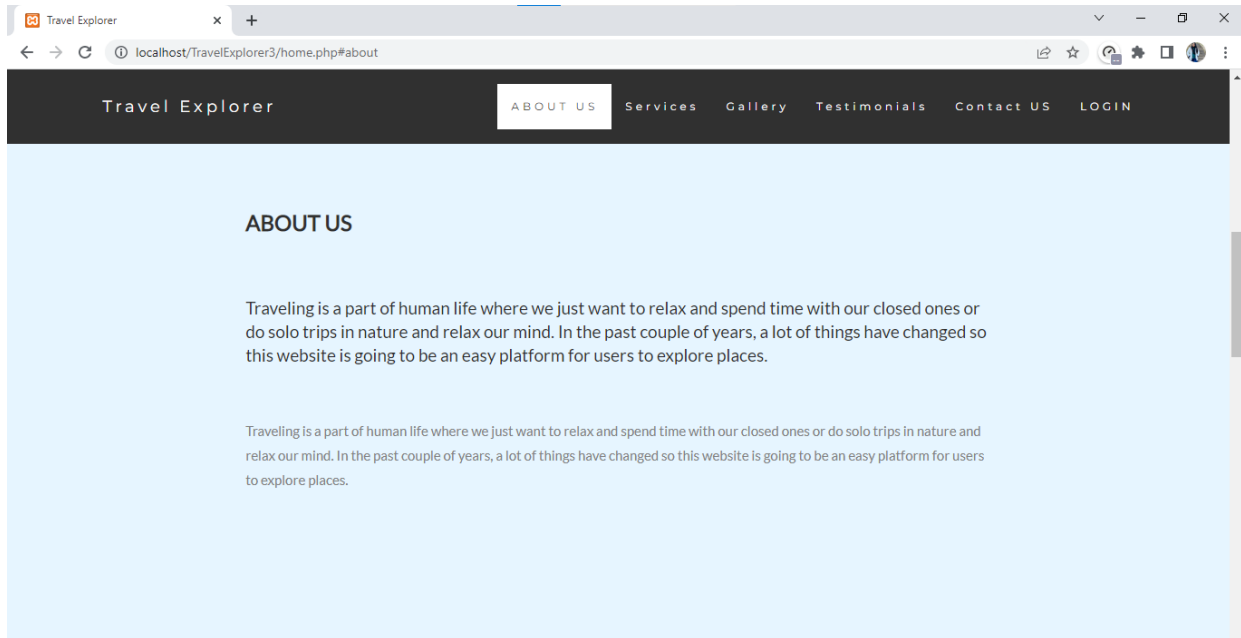 Travel Explorer
localhost/TravelExplorer3/home.php#about
Travel Explorer ABOUT US Services Gallery Testimonials Contact US LOGIN
ABOUT US
Traveling is a part of human life where we just want to relax and spend time with our closed ones or
do solo trips in nature and relax our mind. In the past couple of years, a lot of things have changed so
this website is going to be an easy platform for users to explore places.
Traveling is a part of human life where we just want to relax and spend time with our closed ones or do solo trips in nature and
relax our mind. In the past couple of years, a lot of things have changed so this website is going to be an easy platform for users
to explore places.